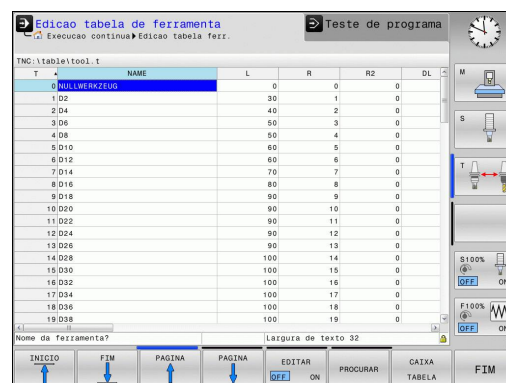 Edicao tabela de ferramenta
Teste de programa
Execucao continua▶Edicao tabela ferr.
TNC:\table\tool.t
T NAME L R R2 DL
0 NULLWERKZEUG 0 0 0
1 D2 30 1 0
2 D4 40 2 0
3 D6 50 3 0
4 D8 50 4 0
5 D10 60 5 0
6 D12 60 6 0
7 D14 70 7 0
8 D16 80 8 0
9 D18 90 9 0
10 D20 90 10 0
11 D22 90 11 0
12 D24 90 12 0
13 D26 90 13 0
14 D28 100 14 0
15 D30 100 15 0
16 D32 100 16 0
17 D34 100 17 0
18 D36 100 18 0
19 D38 100 19 0
Nome da ferramenta? Largura de texto 32
M
S
T
S100%
OFF ON
F100%
OFF ON
INICIO
FIM
PAGINA
PAGINA
EDITAR
OFF ON
PROCURAR
CAIXA
TABELA
FIM